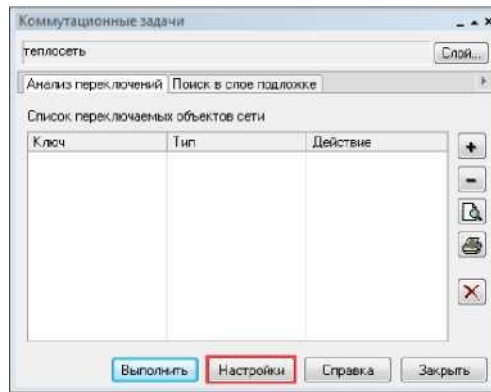 Коммутационные задачи
теплосеть
Слой...
Анализ переключений Поиск в слое подложке
Список переключаемых объектов сети
Ключ Тип Действие
Выполнить Настройки Справка Закрыть